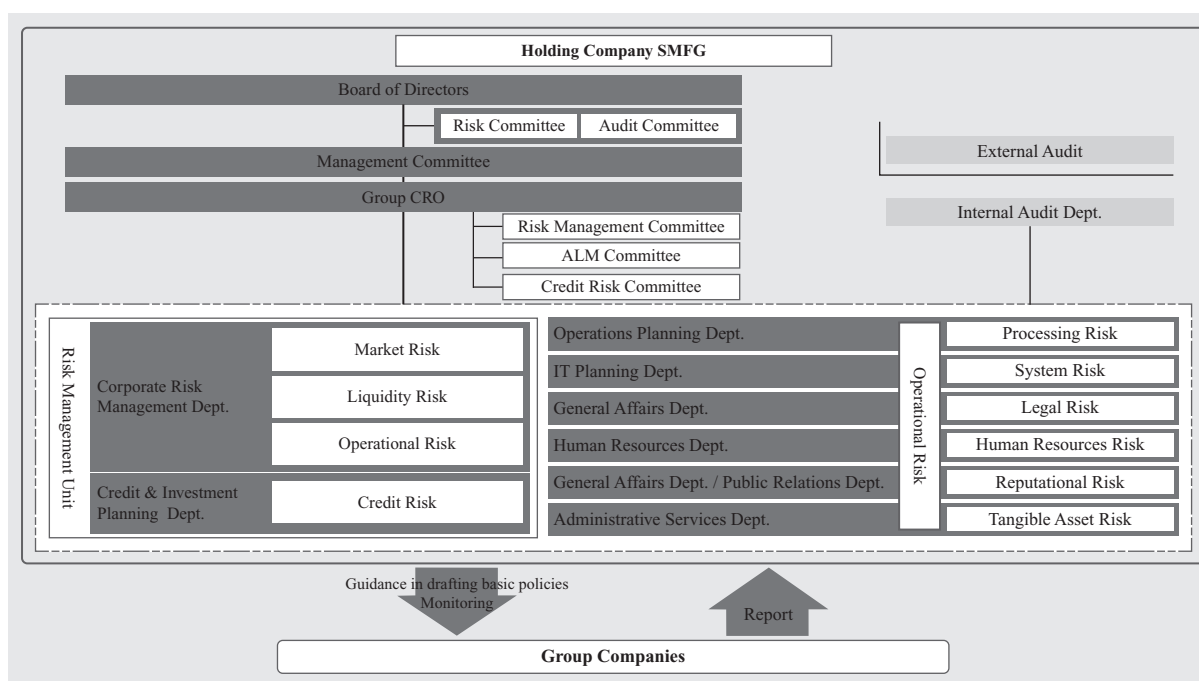 Holding Company SMFG
Board of Directors
Risk Committee
Audit Committee
Management Committee
Group CRO
Risk Management Committee
ALM Committee
Credit Risk Committee
External Audit
Internal Audit Dept.
Risk Management Unit
Corporate Risk
Management Dept.
Market Risk
Liquidity Risk
Operational Risk
Credit & Investment
Planning Dept.
Credit Risk
Operations Planning Dept.
IT Planning Dept.
General Affairs Dept.
Human Resources Dept.
General Affairs Dept. / Public Relations Dept.
Administrative Services Dept.
Operational Risk
Processing Risk
System Risk
Legal Risk
Human Resources Risk
Reputational Risk
Tangible Asset Risk
Guidance in drafting basic policies
Monitoring
Report
Group Companies